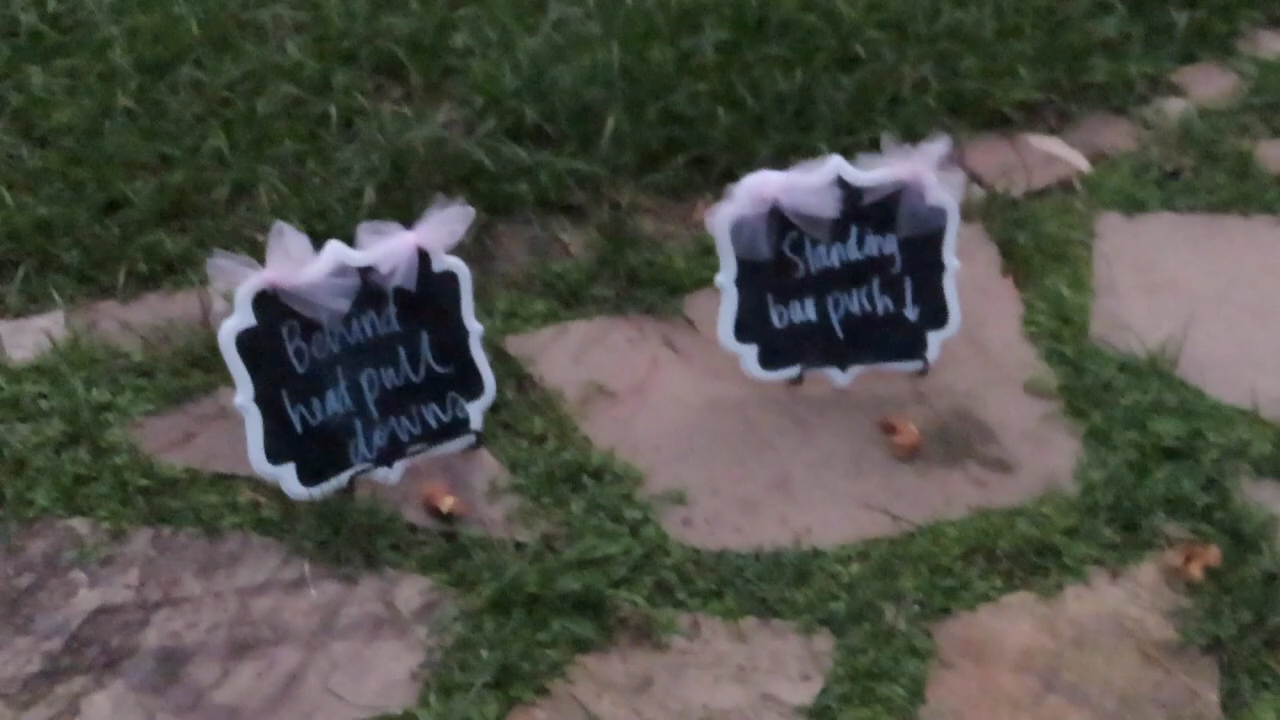 Behind
head pull
downs
Standing
bar push ↓